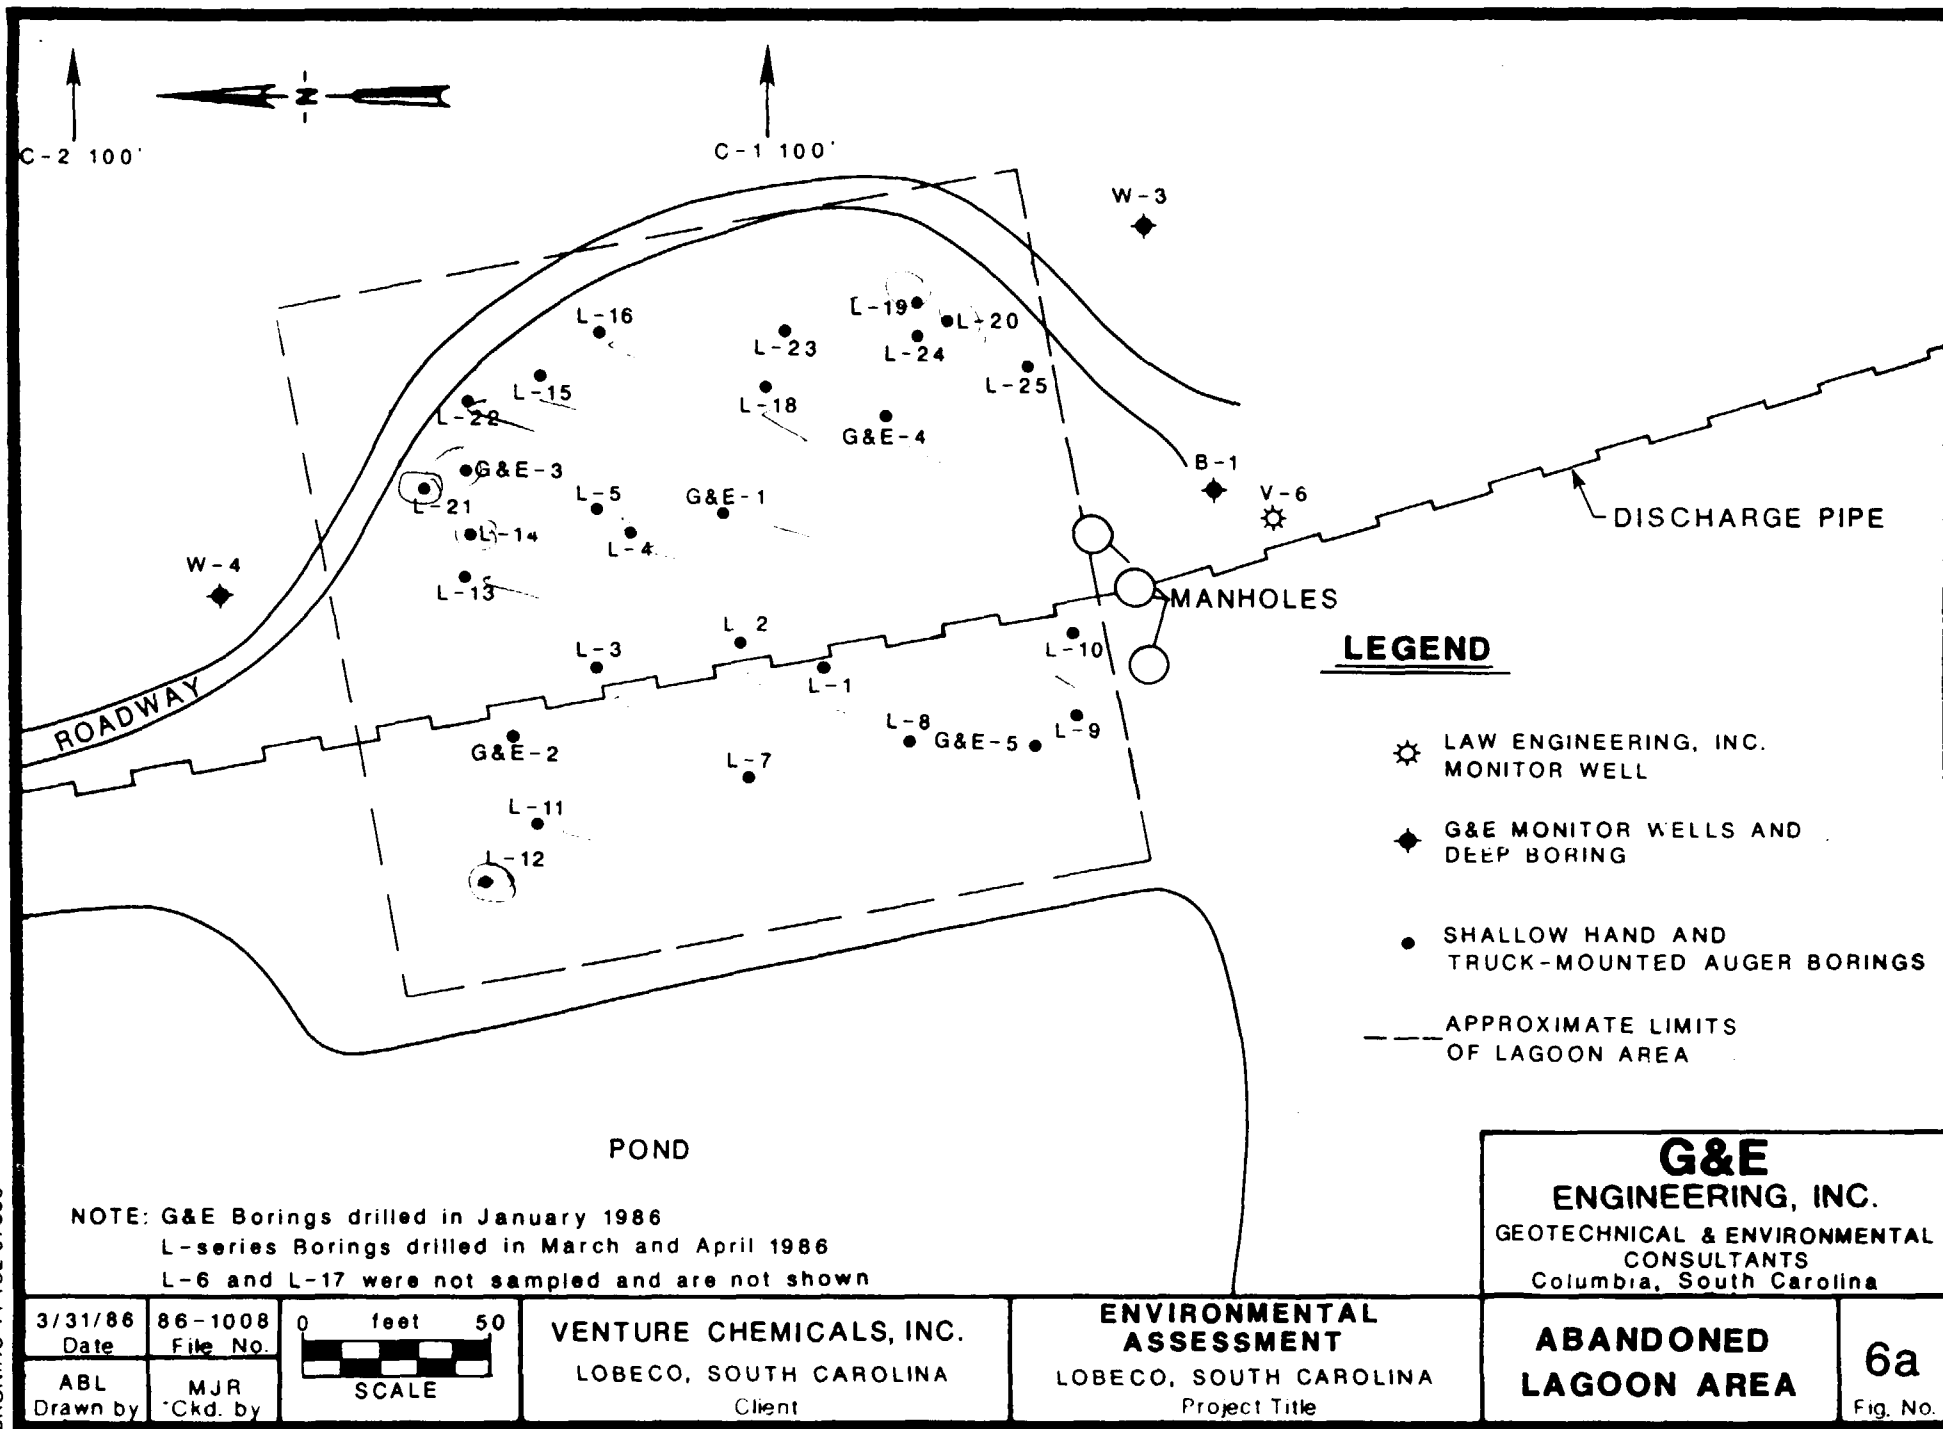 C-2 100'
N
C-1 100'
W-3
L-16
L-23
L-19
L-20
L-24
L-15
L-22
L-18
L-25
G&E-4
G&E-3
L-21
L-5
G&E-1
B-1
V-6
L-14
L-4
DISCHARGE PIPE
W-4
L-13
MANHOLES
L-3
L 2
L-10
L-1
ROADWAY
G&E-2
L-7
L-8
G&E-5
L-9
L-11
L-12
LEGEND
LAW ENGINEERING, INC.
MONITOR WELL
G&E MONITOR WELLS AND
DEEP BORING
SHALLOW HAND AND
TRUCK-MOUNTED AUGER BORINGS
APPROXIMATE LIMITS
OF LAGOON AREA
POND
NOTE: G&E Borings drilled in January 1986
L-series Borings drilled in March and April 1986
L-6 and L-17 were not sampled and are not shown
G&E
ENGINEERING, INC.
GEOTECHNICAL & ENVIRONMENTAL
CONSULTANTS
Columbia, South Carolina
3/31/86
Date
86-1008
File No.
ABL
Drawn by
MJR
Ckd. by
0 feet 50
SCALE
VENTURE CHEMICALS, INC.
LOBECO, SOUTH CAROLINA
Client
ENVIRONMENTAL
ASSESSMENT
LOBECO, SOUTH CAROLINA
Project Title
ABANDONED
LAGOON AREA
6a
Fig. No.